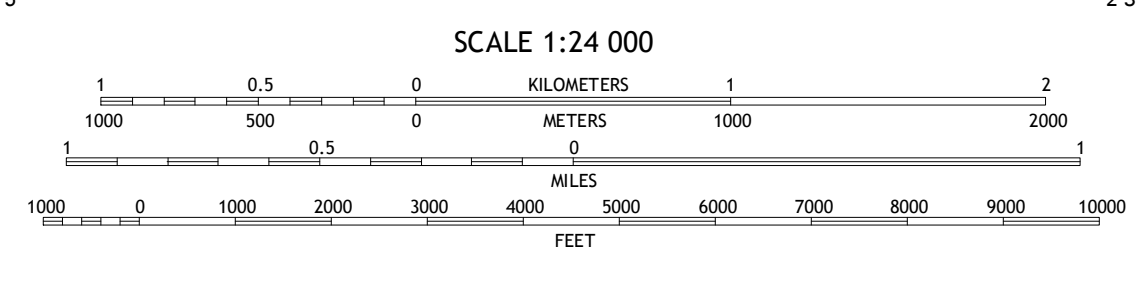 SCALE 1:24 000
1 0.5 0 KILOMETERS 1 2
1000 500 0 METERS 1000 2000
1 0.5 0 1
MILES
1000 0 1000 2000 3000 4000 5000 6000 7000 8000 9000 10000
FEET